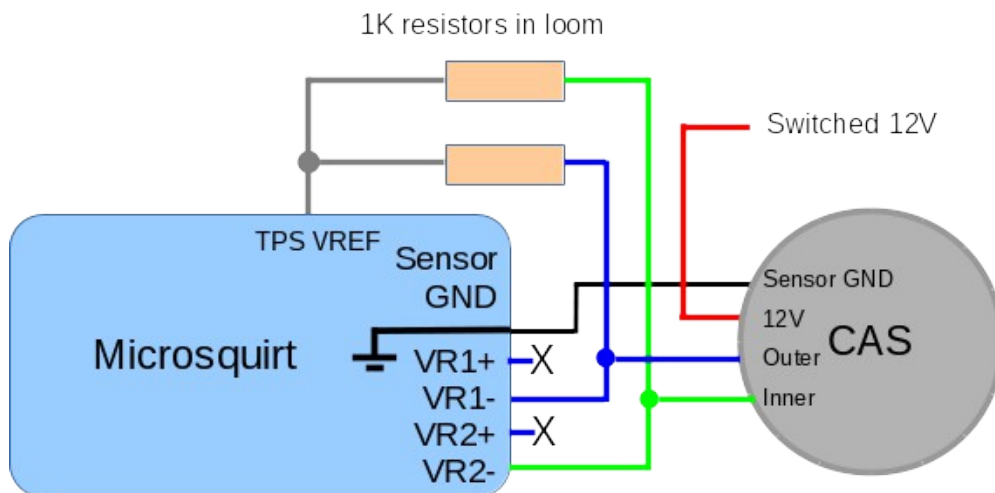 1K resistors in loom
Switched 12V
TPS VREF
Sensor
GND
Microsquirt
VR1+
X
VR1-
VR2+
X
VR2-
Sensor GND
12V
Outer
Inner
CAS